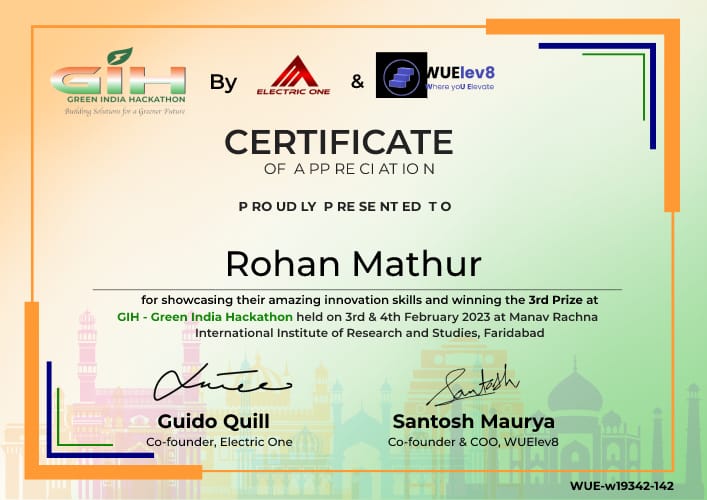 GIH By & WUElev8
GREEN INDIA HACKATHON ELECTRIC ONE Where yoU Elevate
Building Solutions for a Greener Future
CERTIFICATE
OF APPRECIATION
PROUDLY PRESENTED TO
Rohan Mathur
for showcasing their amazing innovation skills and winning the 3rd Prize at
GIH - Green India Hackathon held on 3rd & 4th February 2023 at Manav Rachna
International Institute of Research and Studies, Faridabad
Santosh
Guido Quill Santosh Maurya
Co-founder, Electric One Co-founder & COO, WUElev8
WUE-w19342-142